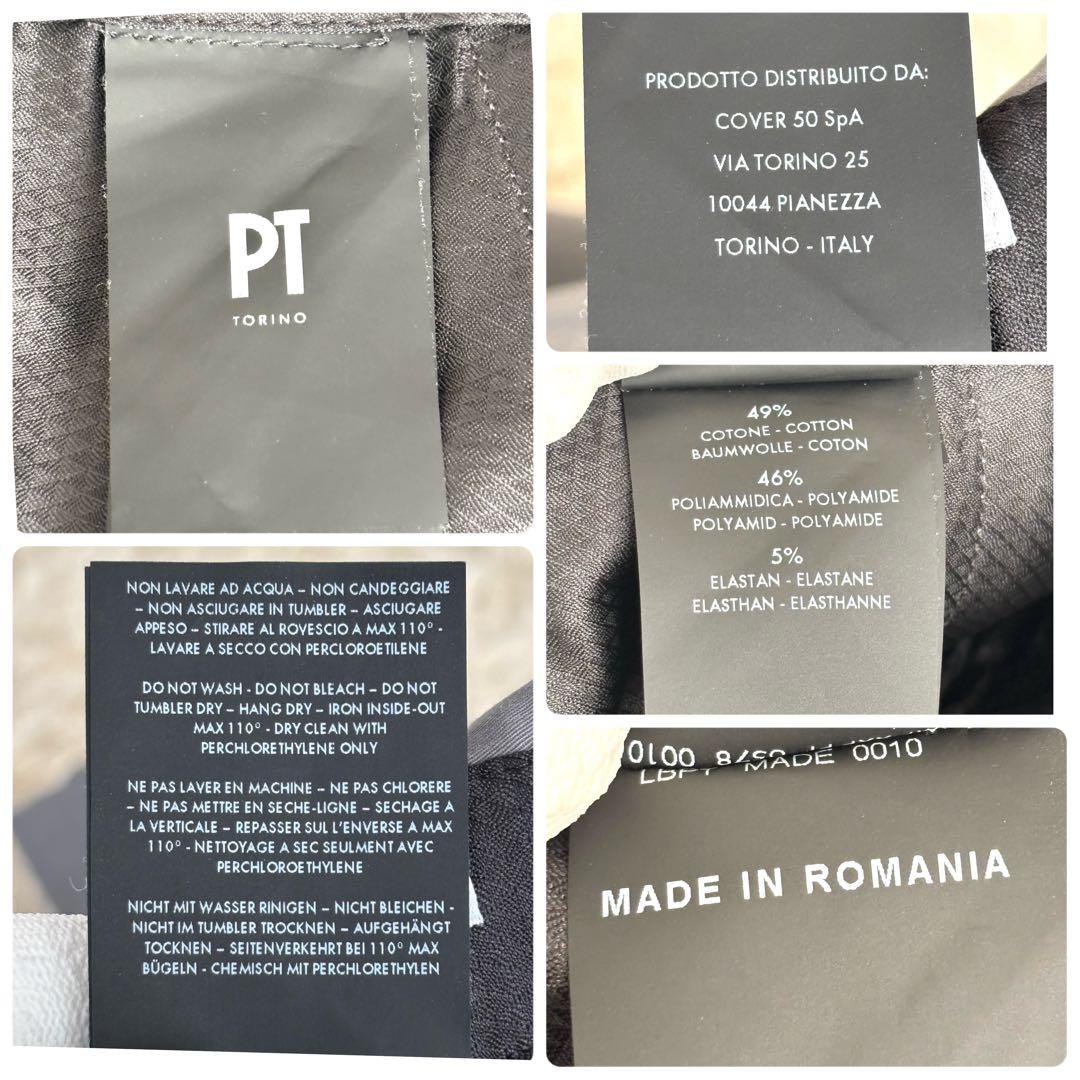 PT
TORINO
PRODOTTO DISTRIBUITO DA:
COVER 50 SpA
VIA TORINO 25
10044 PIANEZZA
TORINO - ITALY
49%
COTONE - COTTON
BAUMWOLLE - COTON
46%
POLIAMMIDICA - POLYAMIDE
POLYAMID - POLYAMIDE
5%
ELASTAN - ELASTANE
ELASTHAN - ELASTHANNE
NON LAVARE AD ACQUA – NON CANDEGGIARE
– NON ASCIUGARE IN TUMBLER – ASCIUGARE
APPESO – STIRARE AL ROVESCIO A MAX 110° -
LAVARE A SECCO CON PERCLOROETILENE
DO NOT WASH - DO NOT BLEACH – DO NOT
TUMBLER DRY – HANG DRY – IRON INSIDE-OUT
MAX 110° - DRY CLEAN WITH
PERCHLORETHYLENE ONLY
NE PAS LAVER EN MACHINE – NE PAS CHLORERE
– NE PAS METTRE EN SECHE-LIGNE – SECHAGE A
LA VERTICALE – REPASSER SUL L'ENVERSE A MAX
110° - NETTOYAGE A SEC SEULMENT AVEC
PERCHLOROETHYLENE
NICHT MIT WASSER RINIGEN – NICHT BLEICHEN -
NICHT IM TUMBLER TROCKNEN – AUFGEHÄNGT
TOCKNEN – SEITENVERKEHRT BEI 110° MAX
BÜGELN - CHEMISCH MIT PERCHLORETHYLEN
MADE 0010
MADE IN ROMANIA